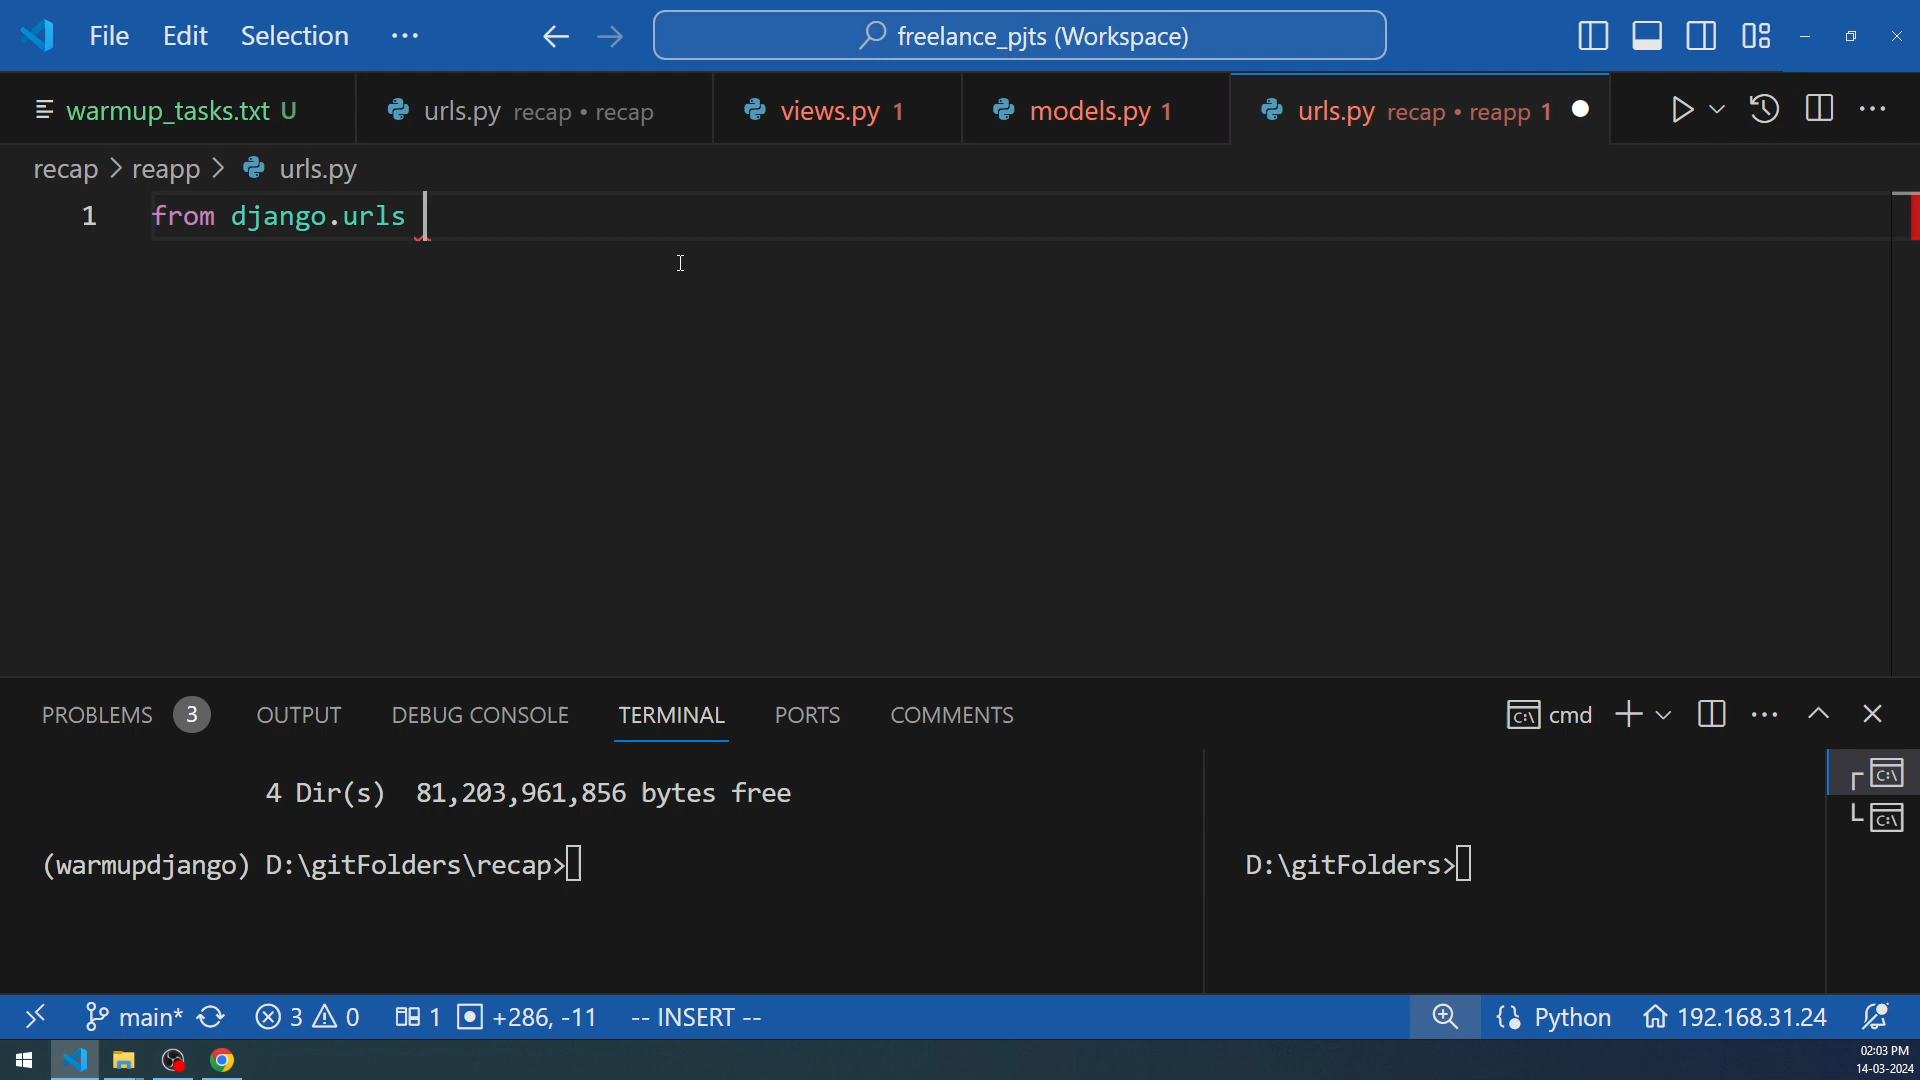 File Edit Selection ··· freelance_pjts (Workspace)
warmup_tasks.txt U urls.py recap • recap views.py 1 models.py 1 urls.py recap • reapp 1
recap > reapp > urls.py
1 from django.urls
PROBLEMS 3 OUTPUT DEBUG CONSOLE TERMINAL PORTS COMMENTS cmd
4 Dir(s) 81,203,961,856 bytes free
(warmupdjango) D:\gitFolders\recap> D:\gitFolders>
main* 3 0 1 +286, -11 -- INSERT -- {} Python 192.168.31.24
02:03 PM
14-03-2024